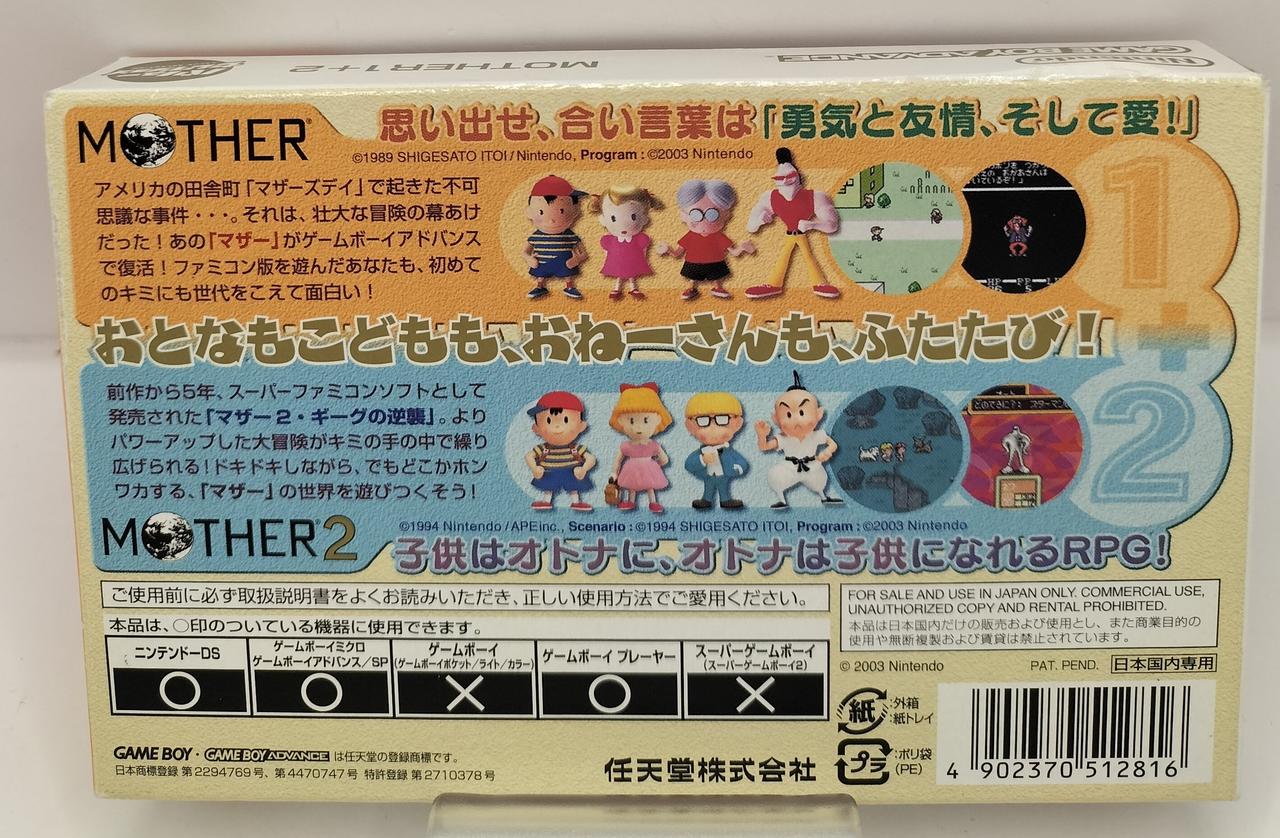 MOTHER 1+2
Nintendo GAME BOY ADVANCE
MOTHER®
思い出せ、合い言葉は「勇気と友情、そして愛!」
©1989 SHIGESATO ITOI/Nintendo, Program:©2003 Nintendo
アメリカの田舎町「マザーズデイ」で起きた不可
思議な事件・・・。それは、壮大な冒険の幕あけ
だった!あの「マザー」がゲームボーイアドバンス
で復活!ファミコン版を遊んだあなたも、初めて
のキミにも世代をこえて面白い!
1
+
2
おとなもこどもも、おねーさんも、ふたたび!
前作から5年、スーパーファミコンソフトとして
発売された「マザー2・ギーグの逆襲」。より
パワーアップした大冒険がキミの手の中で繰り
広げられる!ドキドキしながら、でもどこかホン
ワカする、「マザー」の世界を遊びつくそう!
MOTHER®2
©1994 Nintendo/APE inc., Scenario:©1994 SHIGESATO ITOI, Program:©2003 Nintendo
子供はオトナに、オトナは子供になれるRPG!
ご使用前に必ず取扱説明書をよくお読みいただき、正しい使用方法でご愛用ください。
本品は、○印のついている機器に使用できます。
ニンテンドーDS
ゲームボーイミクロ
ゲームボーイアドバンス/SP
ゲームボーイ
(ゲームボーイポケット/ライト/カラー)
ゲームボーイ プレーヤー
スーパーゲームボーイ
(スーパーゲームボーイ2)
○ ○ × ○ ×
FOR SALE AND USE IN JAPAN ONLY. COMMERCIAL USE,
UNAUTHORIZED COPY AND RENTAL PROHIBITED.
本品は日本国内だけの販売および使用とし、また商業目的の
使用や無断複製および賃貸は禁止されています。
© 2003 Nintendo
PAT. PEND.
日本国内専用
紙
:外箱
:紙トレイ
プラ
:ポリ袋
(PE)
GAME BOY・GAME BOY ADVANCE は任天堂の登録商標です。
日本商標登録 第2294769号、第4470747号 特許登録 第2710378号
任天堂株式会社
4 902370 512816